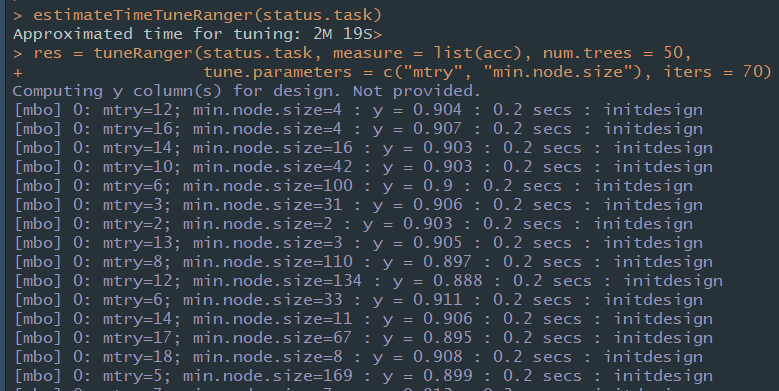 > estimateTimeTuneRanger(status.task)
Approximated time for tuning: 2M 19s>
> res = tuneRanger(status.task, measure = list(acc), num.trees = 50,
+ tune.parameters = c("mtry", "min.node.size"), iters = 70)
Computing y column(s) for design. Not provided.
[mbo] 0: mtry=12; min.node.size=4 : y = 0.904 : 0.2 secs : initdesign
[mbo] 0: mtry=16; min.node.size=4 : y = 0.907 : 0.2 secs : initdesign
[mbo] 0: mtry=14; min.node.size=16 : y = 0.903 : 0.2 secs : initdesign
[mbo] 0: mtry=10; min.node.size=42 : y = 0.903 : 0.2 secs : initdesign
[mbo] 0: mtry=6; min.node.size=100 : y = 0.9 : 0.2 secs : initdesign
[mbo] 0: mtry=3; min.node.size=31 : y = 0.906 : 0.2 secs : initdesign
[mbo] 0: mtry=2; min.node.size=2 : y = 0.903 : 0.2 secs : initdesign
[mbo] 0: mtry=13; min.node.size=3 : y = 0.905 : 0.2 secs : initdesign
[mbo] 0: mtry=8; min.node.size=110 : y = 0.897 : 0.2 secs : initdesign
[mbo] 0: mtry=12; min.node.size=134 : y = 0.888 : 0.2 secs : initdesign
[mbo] 0: mtry=6; min.node.size=33 : y = 0.911 : 0.2 secs : initdesign
[mbo] 0: mtry=14; min.node.size=11 : y = 0.906 : 0.2 secs : initdesign
[mbo] 0: mtry=17; min.node.size=67 : y = 0.895 : 0.2 secs : initdesign
[mbo] 0: mtry=18; min.node.size=8 : y = 0.908 : 0.2 secs : initdesign
[mbo] 0: mtry=5; min.node.size=169 : y = 0.899 : 0.2 secs : initdesign